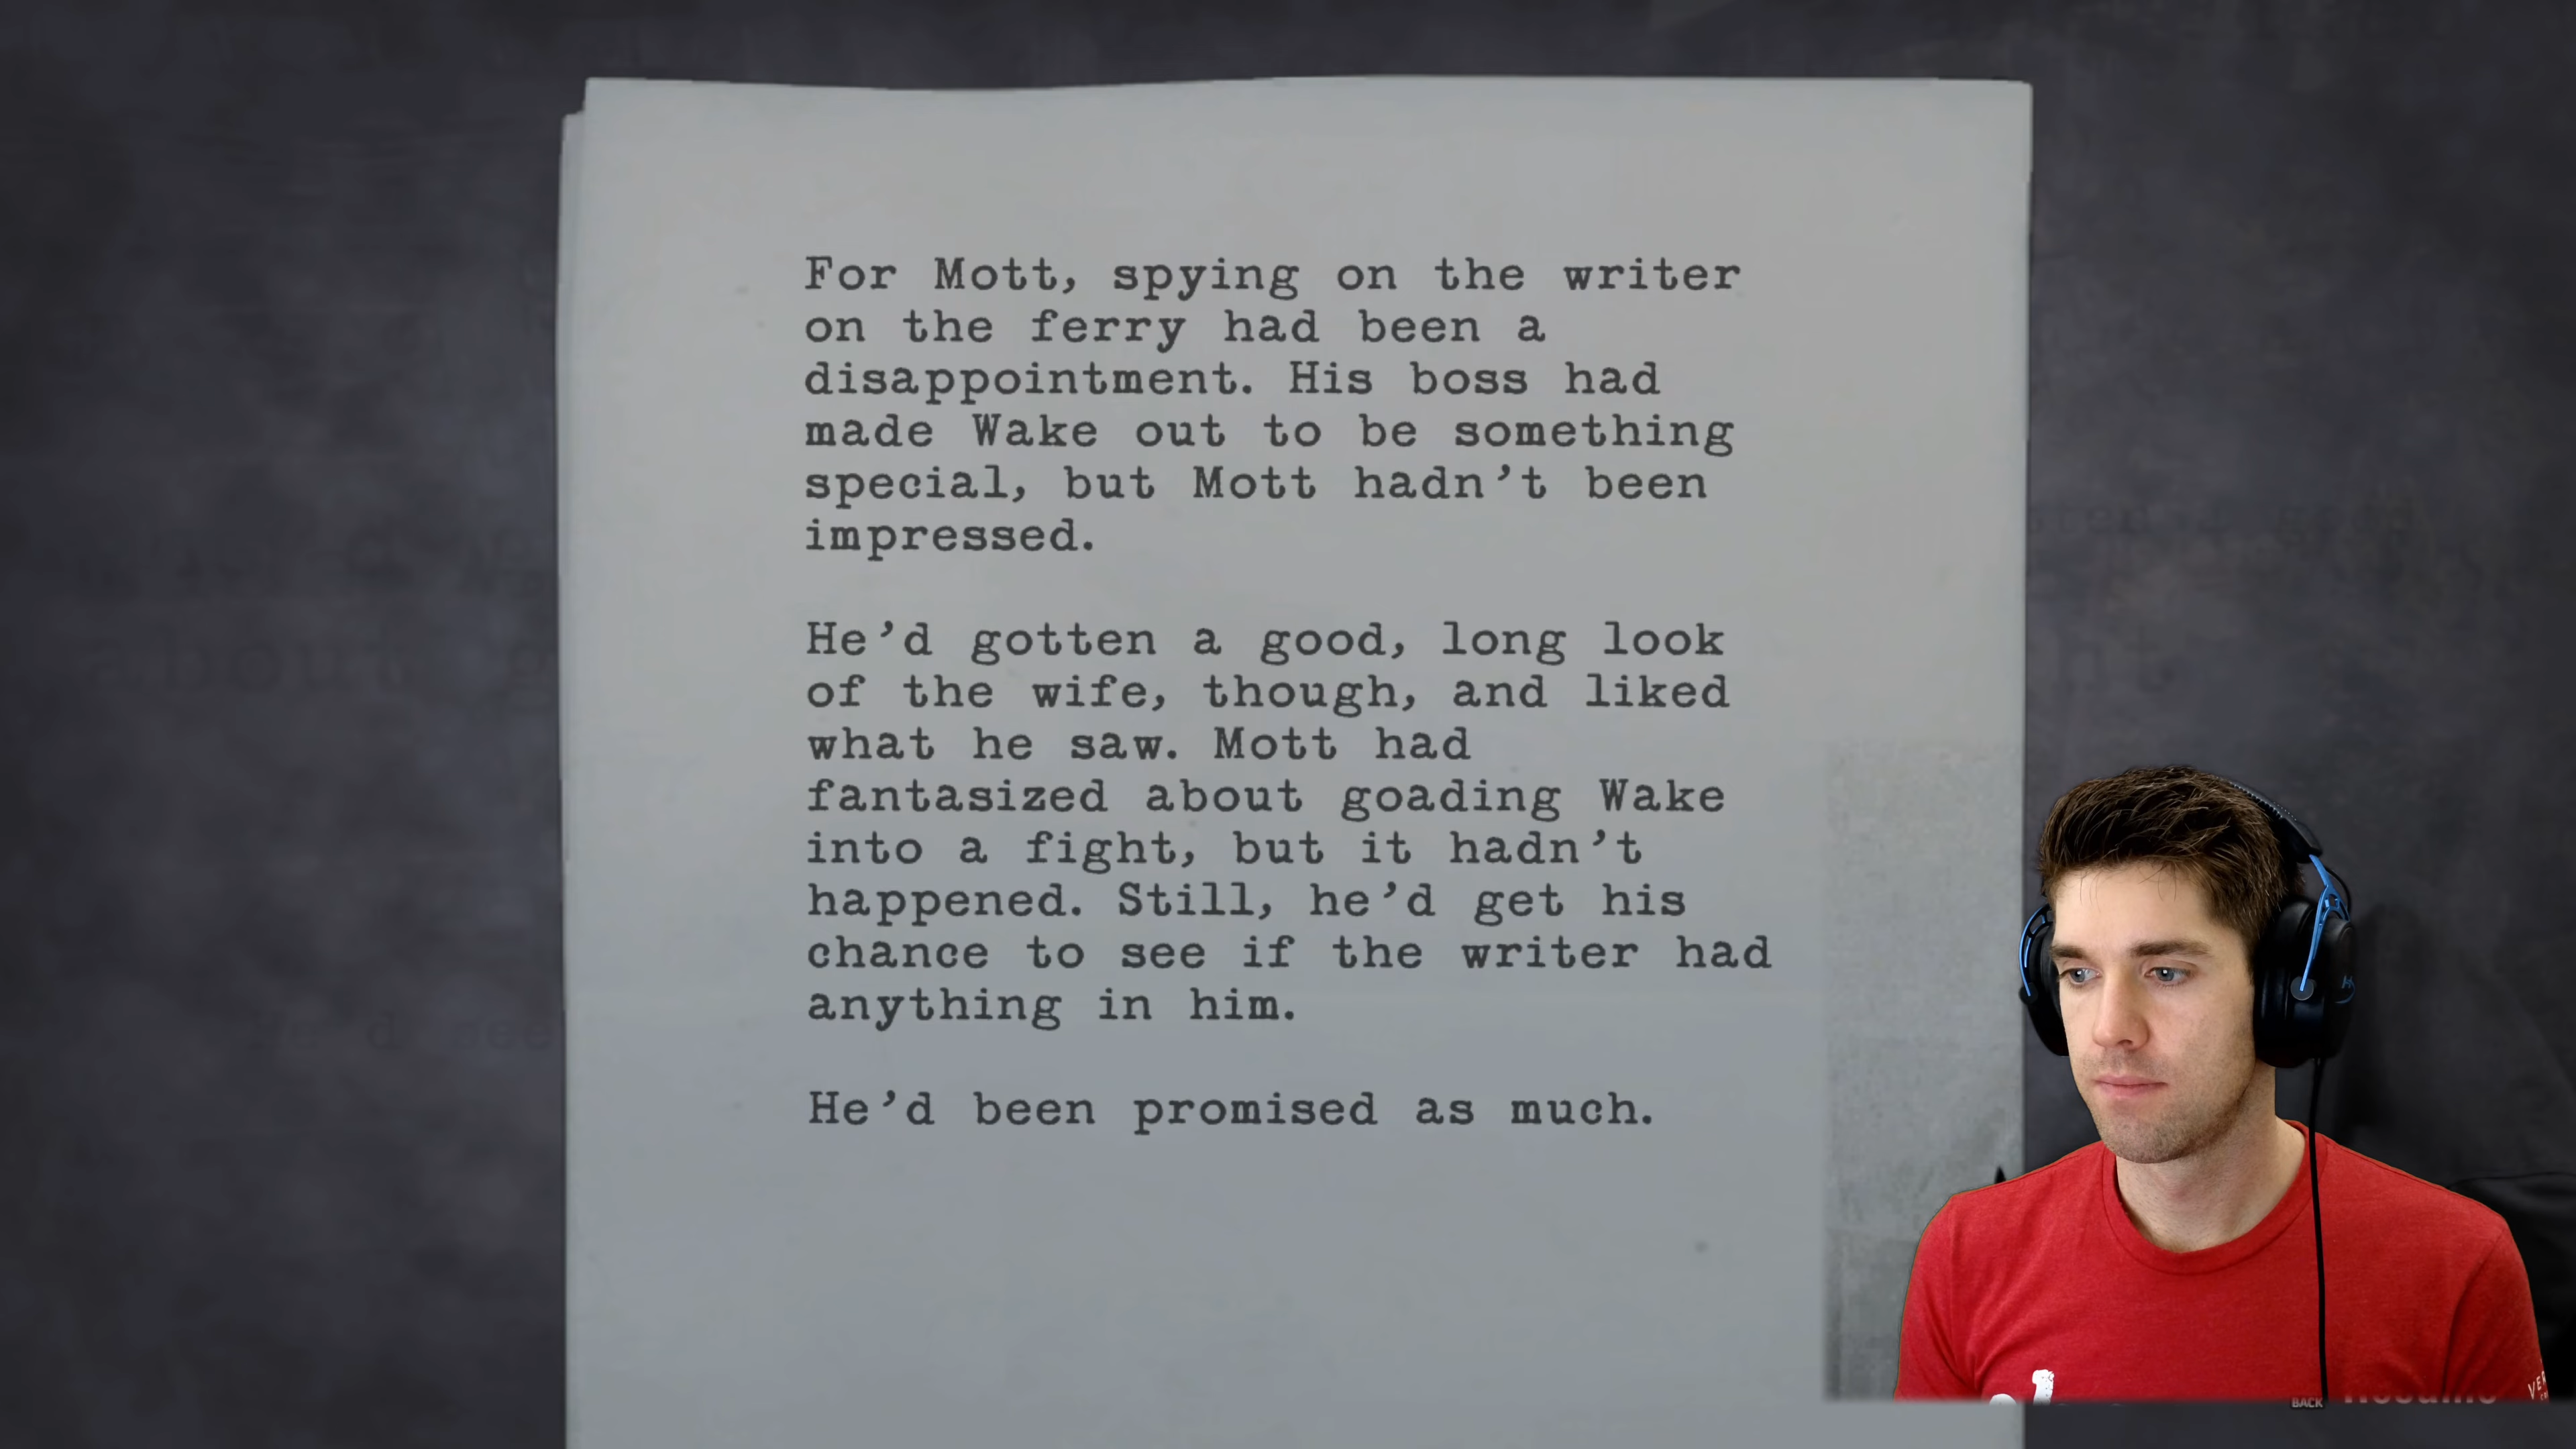 For Mott, spying on the writer
on the ferry had been a
disappointment. His boss had
made Wake out to be something
special, but Mott hadn’t been
impressed.
He’d gotten a good, long look
of the wife, though, and liked
what he saw. Mott had
fantasized about goading Wake
into a fight, but it hadn’t
happened. Still, he’d get his
chance to see if the writer had
anything in him.
He’d been promised as much.
BACK